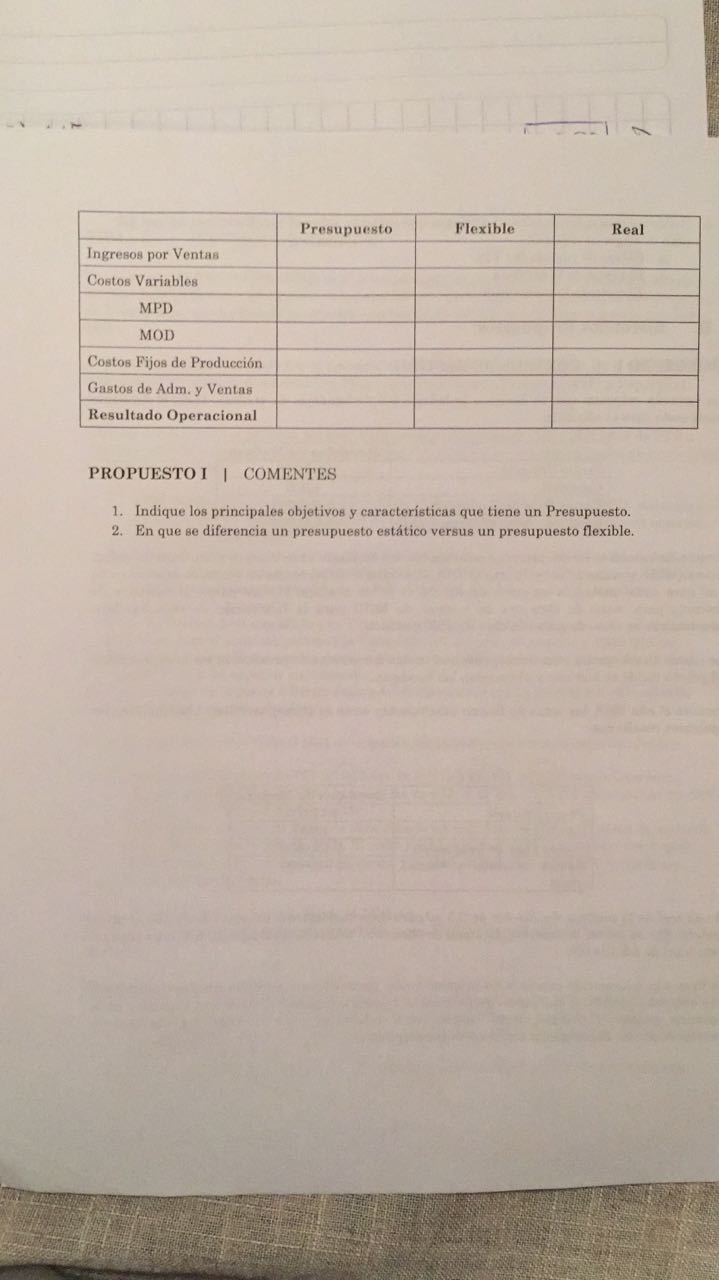 Presupuesto Flexible Real
Ingresos por Ventas
Costos Variables
MPD
MOD
Costos Fijos de Producción
Gastos de Adm. y Ventas
Resultado Operacional
PROPUESTO I | COMENTES
1. Indique los principales objetivos y características que tiene un Presupuesto.
2. En que se diferencia un presupuesto estático versus un presupuesto flexible.